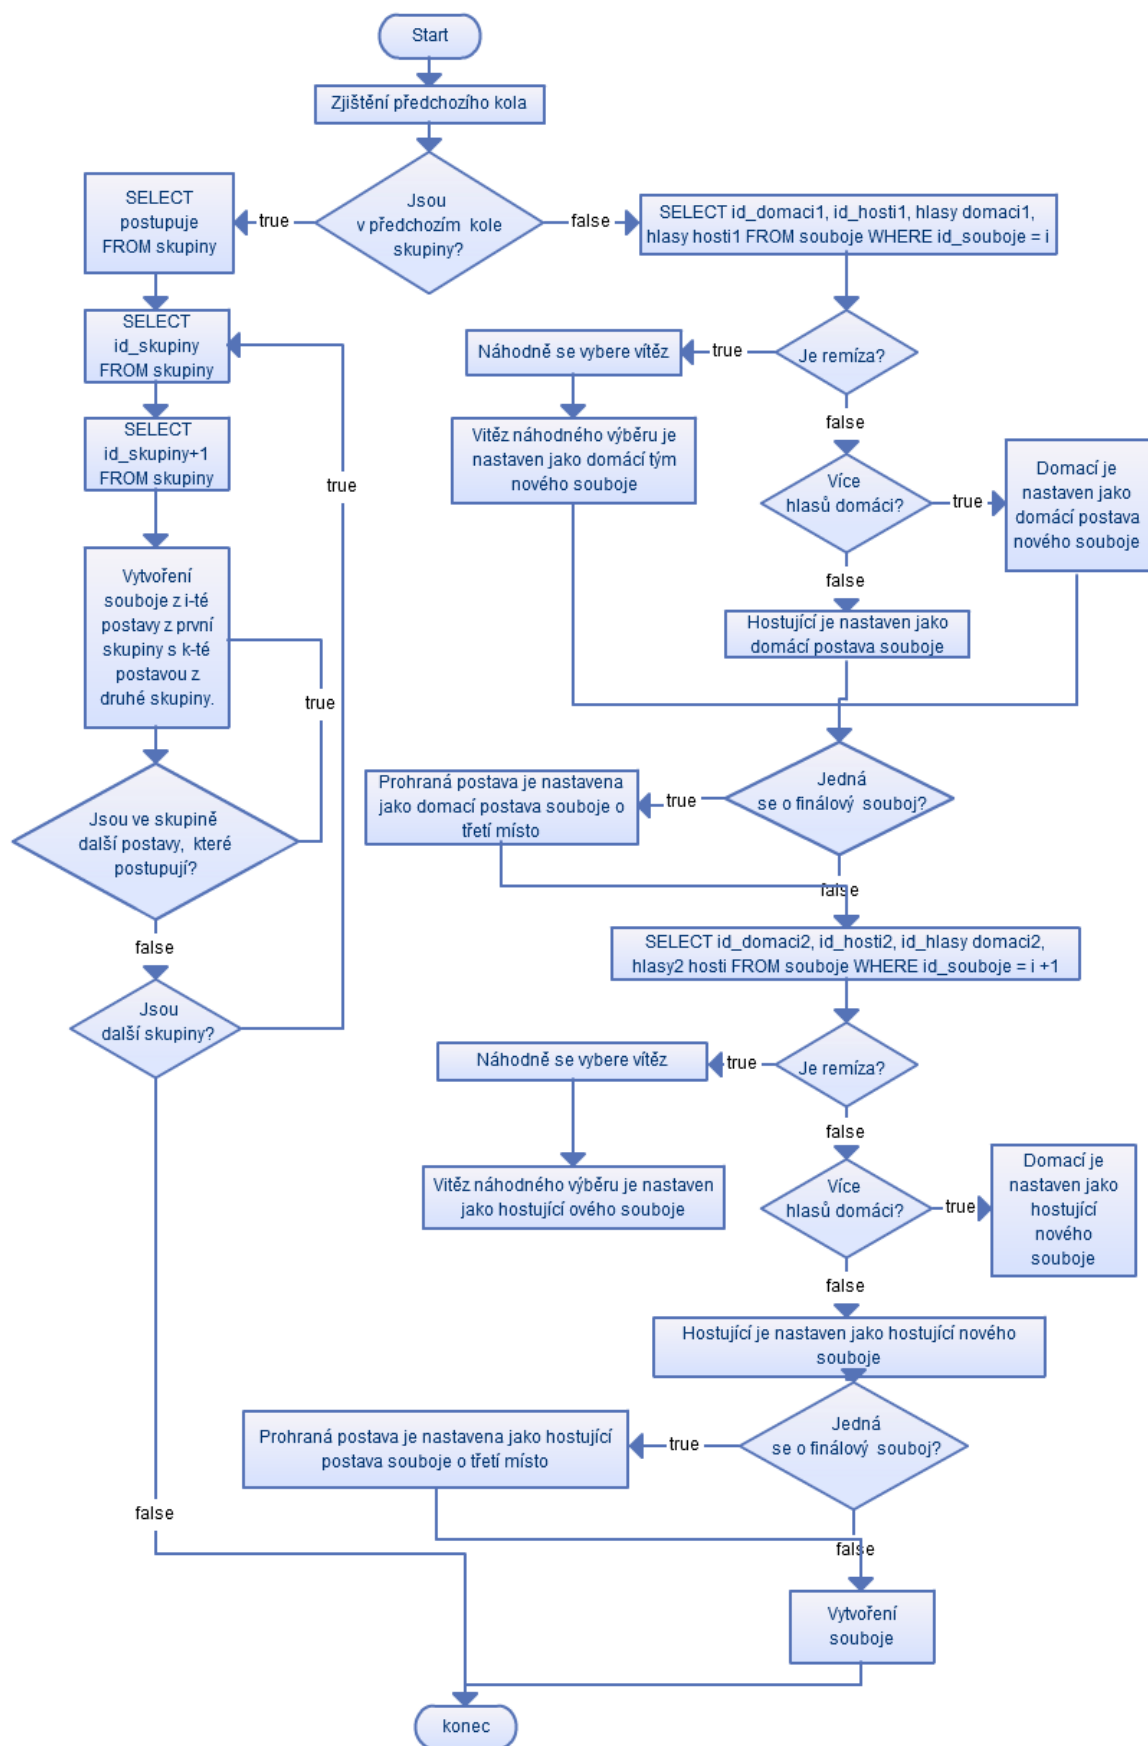 Start
Zjištění předchozího kola
Jsou
v předchozím kole
skupiny?
true
false
SELECT
postupuje
FROM skupiny
SELECT id_domaci1, id_hosti1, hlasy domaci1,
hlasy hosti1 FROM souboje WHERE id_souboje = i
SELECT
id_skupiny
FROM skupiny
Náhodně se vybere vítěz
true
Je remíza?
false
SELECT
id_skupiny+1
FROM skupiny
true
Vitěz náhodného výběru je
nastaven jako domácí tým
nového souboje
Více
hlasů domáci?
true
Domací je
nastaven jako
domácí postava
nového souboje
false
Vytvoření
souboje z i-té
postavy z první
skupiny s k-té
postavou z
druhé skupiny.
true
Hostující je nastaven jako
domácí postava souboje
Jedná
se o finálový souboj?
true
Prohraná postava je nastavena
jako domací postava souboje o
třetí místo
false
Jsou ve skupině
další postavy, které
postupují?
false
SELECT id_domaci2, id_hosti2, id_hlasy domaci2,
hlasy2 hosti FROM souboje WHERE id_souboje = i +1
Jsou
další skupiny?
Náhodně se vybere vítěz
true
Je remíza?
false
Vitěz náhodného výběru je nastaven
jako hostující ového souboje
Více
hlasů domáci?
true
Domací je
nastaven jako
hostující
nového
souboje
false
Hostující je nastaven jako hostující nového
souboje
Prohraná postava je nastavena jako hostující
postava souboje o třetí místo
true
Jedná
se o finálový souboj?
false
false
Vytvoření
souboje
konec